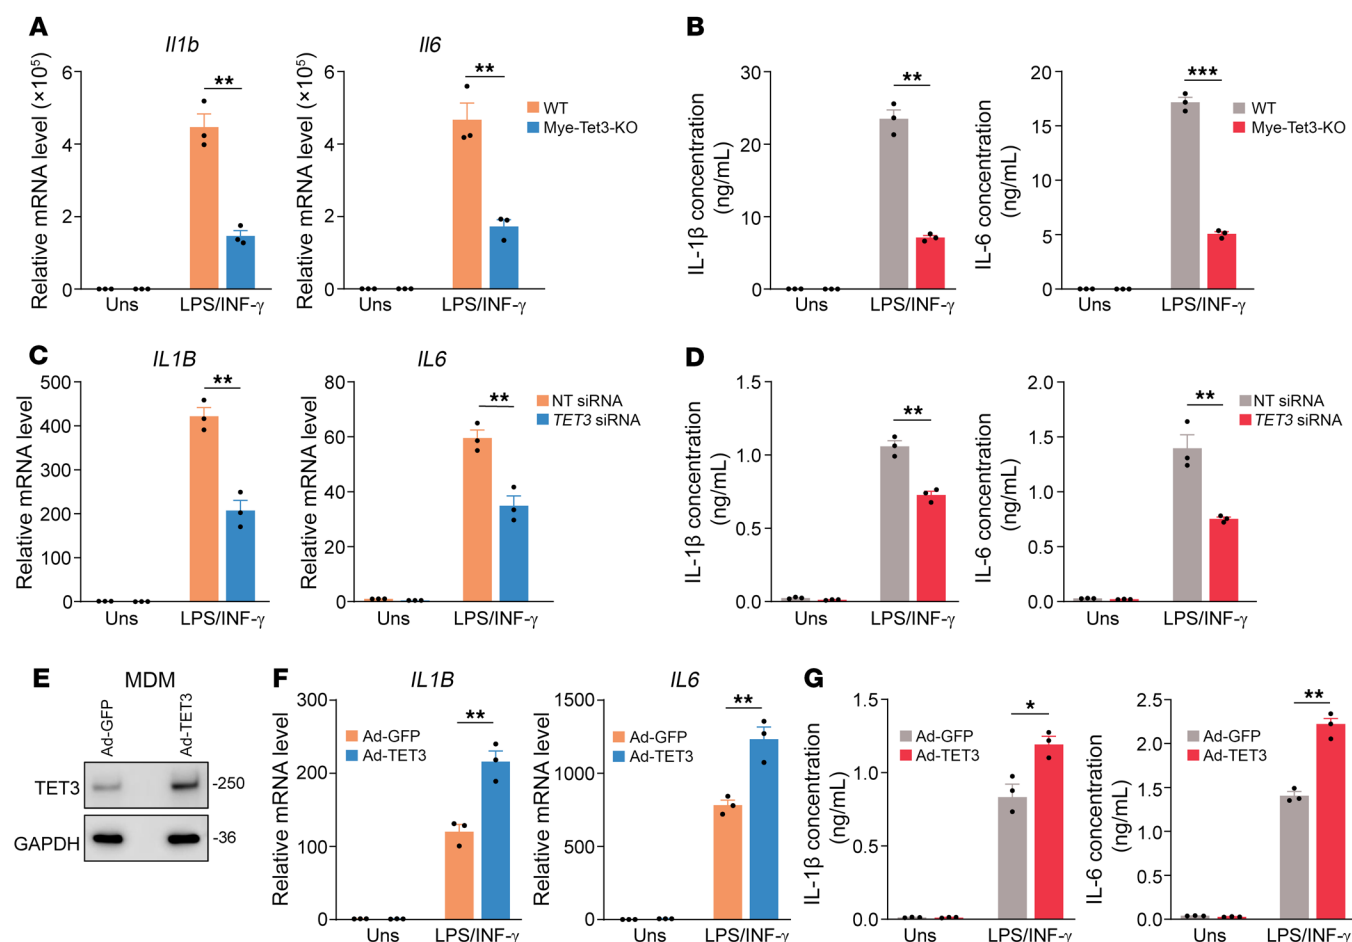 A
Il1b
Relative mRNA level (×10⁵)
6
4
2
0
**
Uns
LPS/INF-γ
Il6
Relative mRNA level (×10⁵)
6
4
2
0
**
Uns
LPS/INF-γ
WT
Mye-Tet3-KO
B
IL-1β concentration
(ng/mL)
30
20
10
0
**
Uns
LPS/INF-γ
IL-6 concentration
(ng/mL)
20
15
10
5
0
***
Uns
LPS/INF-γ
WT
Mye-Tet3-KO
C
IL1B
Relative mRNA level
500
400
300
200
100
0
**
Uns
LPS/INF-γ
IL6
Relative mRNA level
80
60
40
20
0
**
Uns
LPS/INF-γ
NT siRNA
TET3 siRNA
D
IL-1β concentration
(ng/mL)
1.5
1.0
0.5
0.0
**
Uns
LPS/INF-γ
IL-6 concentration
(ng/mL)
2.0
1.5
1.0
0.5
0.0
**
Uns
LPS/INF-γ
NT siRNA
TET3 siRNA
E
MDM
Ad-GFP
Ad-TET3
TET3
-250
GAPDH
-36
F
IL1B
Relative mRNA level
300
200
100
0
Ad-GFP
Ad-TET3
**
Uns
LPS/INF-γ
IL6
Relative mRNA level
1500
1000
500
0
Ad-GFP
Ad-TET3
**
Uns
LPS/INF-γ
G
IL-1β concentration
(ng/mL)
1.5
1.0
0.5
0.0
Ad-GFP
Ad-TET3
*
Uns
LPS/INF-γ
IL-6 concentration
(ng/mL)
2.5
2.0
1.5
1.0
0.5
0.0
Ad-GFP
Ad-TET3
**
Uns
LPS/INF-γ